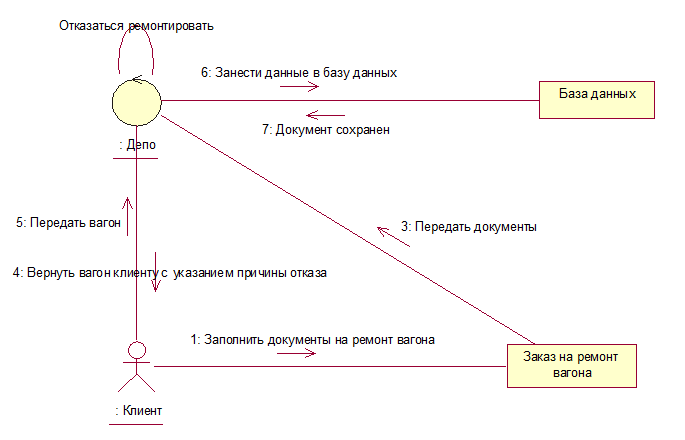 Отказаться ремонтировать
6: Занести данные в базу данных
База данных
7: Документ сохранен
: Депо
5: Передать вагон
3: Передать документы
4: Вернуть вагон клиенту с указанием причины отказа
1: Заполнить документы на ремонт вагона
Заказ на ремонт
вагона
: Клиент